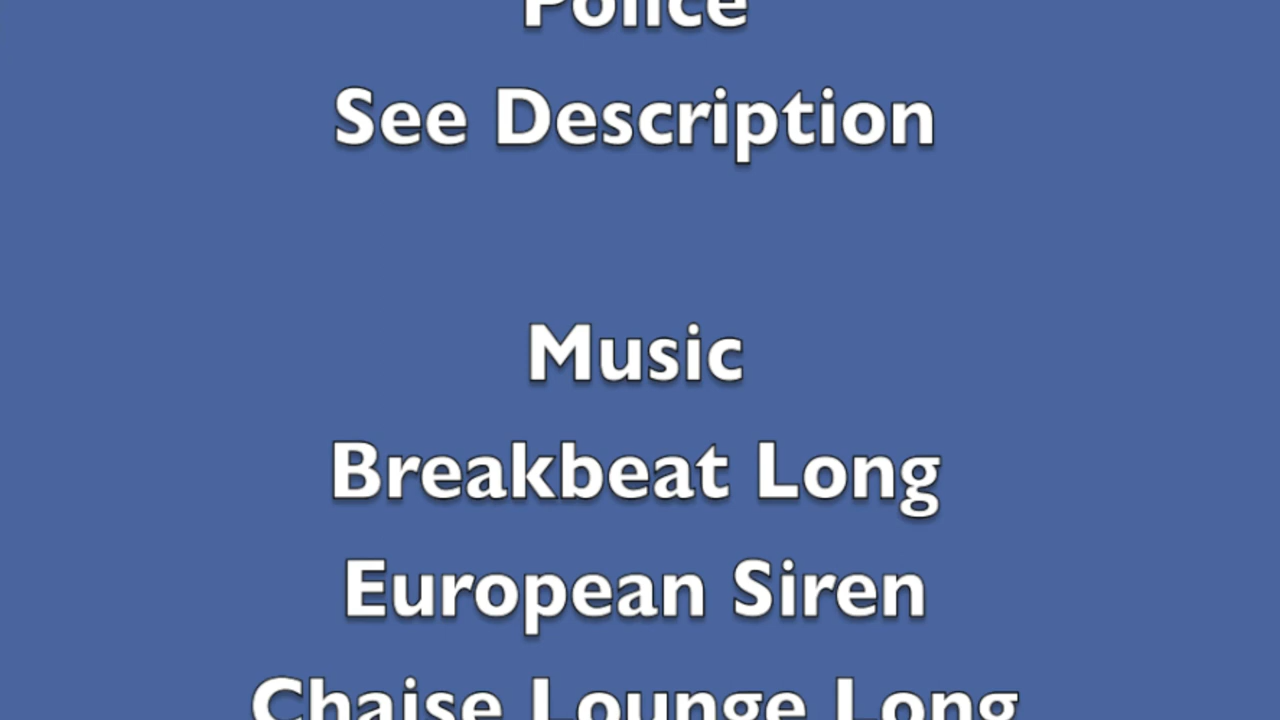 Police
See Description
Music
Breakbeat Long
European Siren
Chaise Lounge Long